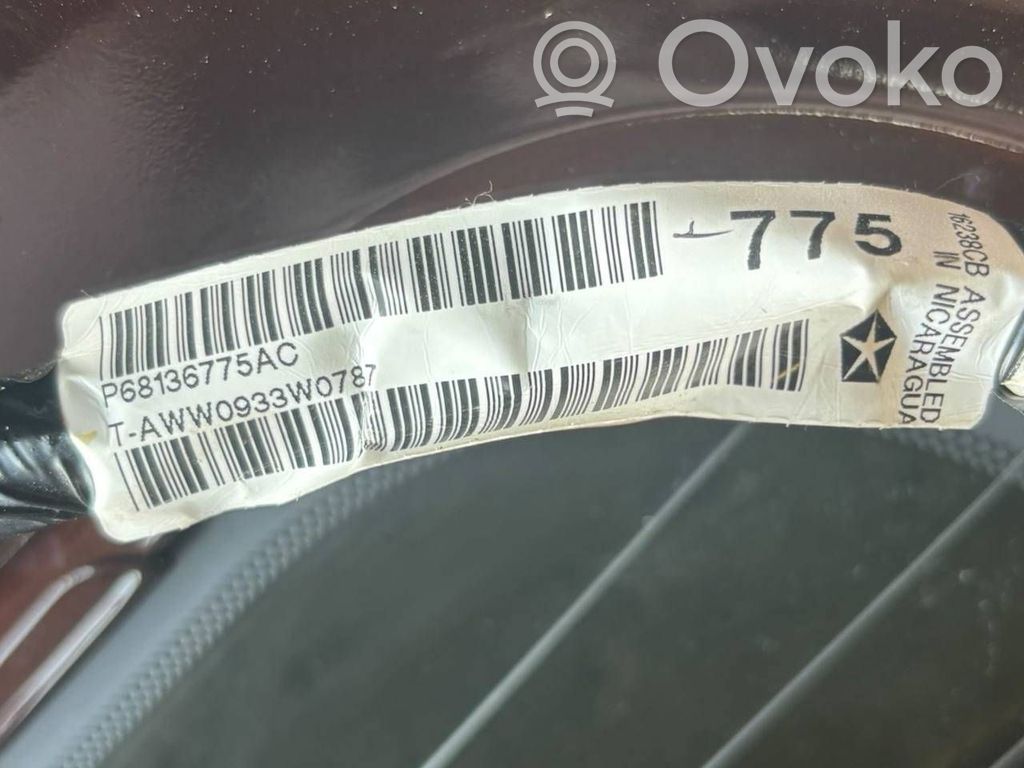 Ovoko
775
P68136775AC
T-AWW0933W0787
16238CB ASSEMBLED
IN NICARAGUA